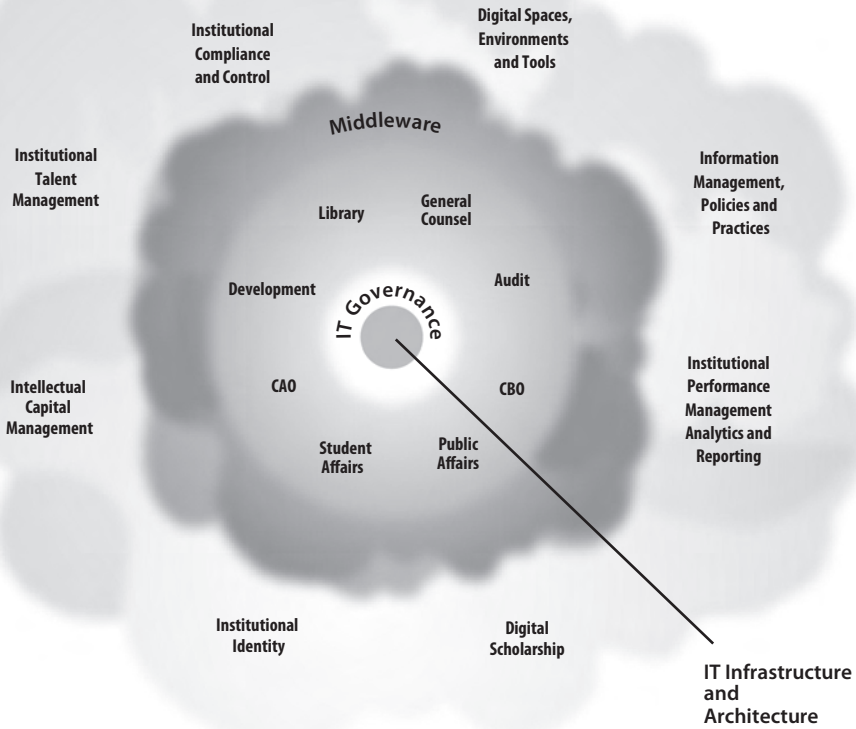 Institutional
Compliance
and Control
Digital Spaces,
Environments
and Tools
Middleware
Institutional
Talent
Management
Information
Management,
Policies and
Practices
Library
General
Counsel
Development
Audit
IT Governance
CAO
CBO
Intellectual
Capital
Management
Institutional
Performance
Management
Analytics and
Reporting
Student
Affairs
Public
Affairs
Institutional
Identity
Digital
Scholarship
IT Infrastructure
and
Architecture